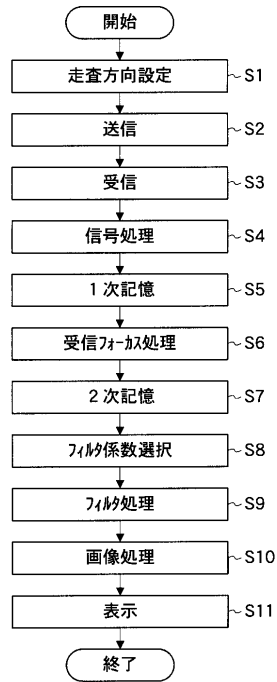 開始
走査方向設定 S1
送信 S2
受信 S3
信号処理 S4
1次記憶 S5
受信フォーカス処理 S6
2次記憶 S7
フィルタ係数選択 S8
フィルタ処理 S9
画像処理 S10
表示 S11
終了